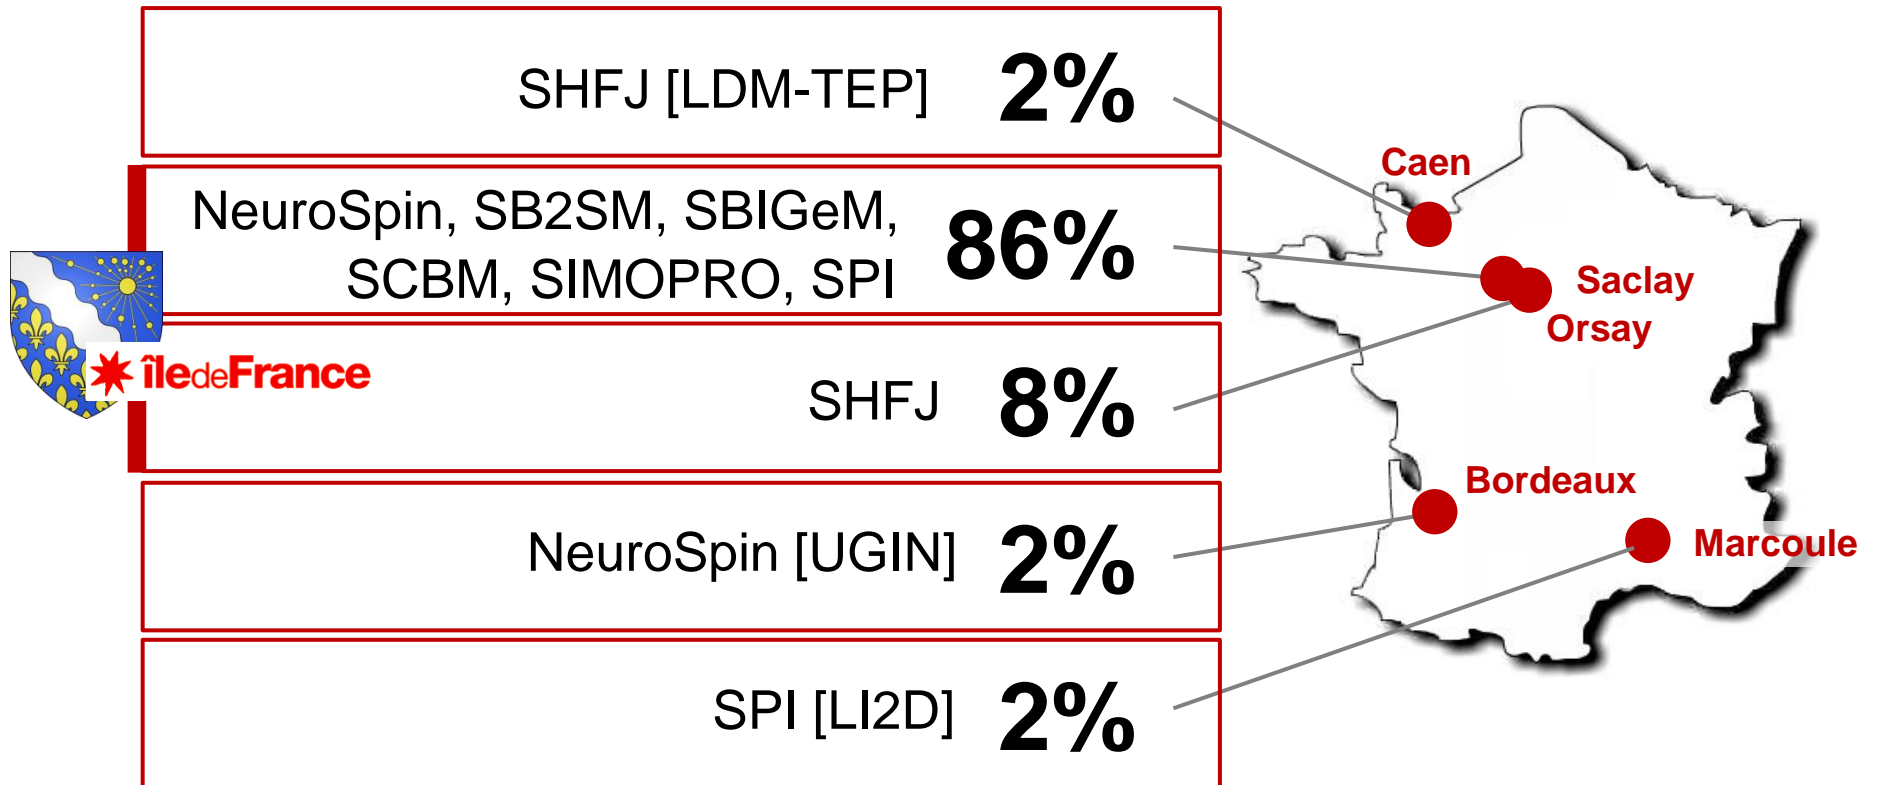 SHFJ [LDM-TEP] 2%
NeuroSpin, SB2SM, SBIGeM,
SCBM, SIMOPRO, SPI
86%
îledeFrance
SHFJ 8%
NeuroSpin [UGIN] 2%
SPI [LI2D] 2%
Caen
Saclay
Orsay
Bordeaux
Marcoule